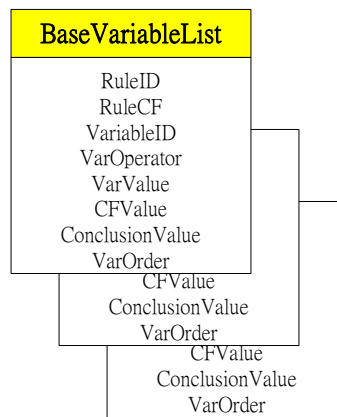 BaseVariableList
RuleID
RuleCF
VariableID
VarOperator
VarValue
CFValue
ConclusionValue
VarOrder
CFValue
ConclusionValue
VarOrder
CFValue
ConclusionValue
VarOrder